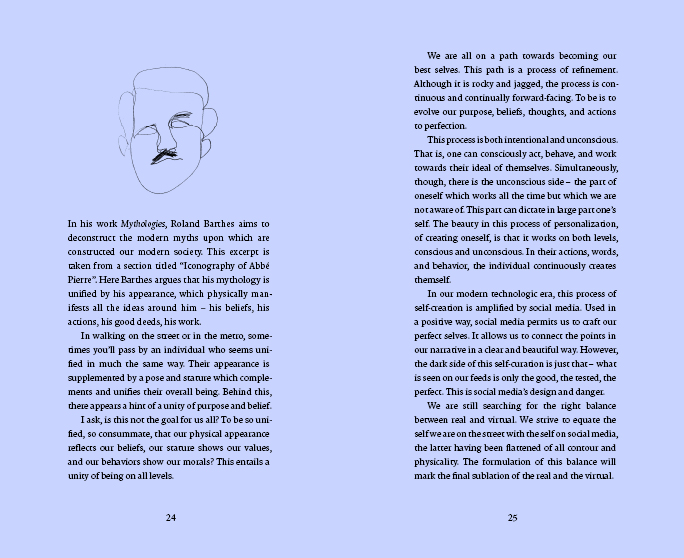 In his work Mythologies, Roland Barthes aims to
deconstruct the modern myths upon which are
constructed our modern society. This excerpt is
taken from a section titled “Iconography of Abbé
Pierre”. Here Barthes argues that his mythology is
unified by his appearance, which physically man-
ifests all the ideas around him – his beliefs, his
actions, his good deeds, his work.
In walking on the street or in the metro, some-
times you’ll pass by an individual who seems uni-
fied in much the same way. Their appearance is
supplemented by a pose and stature which comple-
ments and unifies their overall being. Behind this,
there appears a hint of a unity of purpose and belief.
I ask, is this not the goal for us all? To be so uni-
fied, so consummate, that our physical appearance
reflects our beliefs, our stature shows our values,
and our behaviors show our morals? This entails a
unity of being on all levels.
24
We are all on a path towards becoming our
best selves. This path is a process of refinement.
Although it is rocky and jagged, the process is con-
tinuous and continually forward-facing. To be is to
evolve our purpose, beliefs, thoughts, and actions
to perfection.
This process is both intentional and unconscious.
That is, one can consciously act, behave, and work
towards their ideal of themselves. Simultaneously,
though, there is the unconscious side – the part of
oneself which works all the time but which we are
not aware of. This part can dictate in large part one’s
self. The beauty in this process of personalization,
of creating oneself, is that it works on both levels,
conscious and unconscious. In their actions, words,
and behavior, the individual continuously creates
themself.
In our modern technologic era, this process of
self-creation is amplified by social media. Used in
a positive way, social media permits us to craft our
perfect selves. It allows us to connect the points in
our narrative in a clear and beautiful way. However,
the dark side of this self-curation is just that – what
is seen on our feeds is only the good, the tested, the
perfect. This is social media’s design and danger.
We are still searching for the right balance
between real and virtual. We strive to equate the
self we are on the street with the self on social media,
the latter having been flattened of all contour and
physicality. The formulation of this balance will
mark the final sublation of the real and the virtual.
25